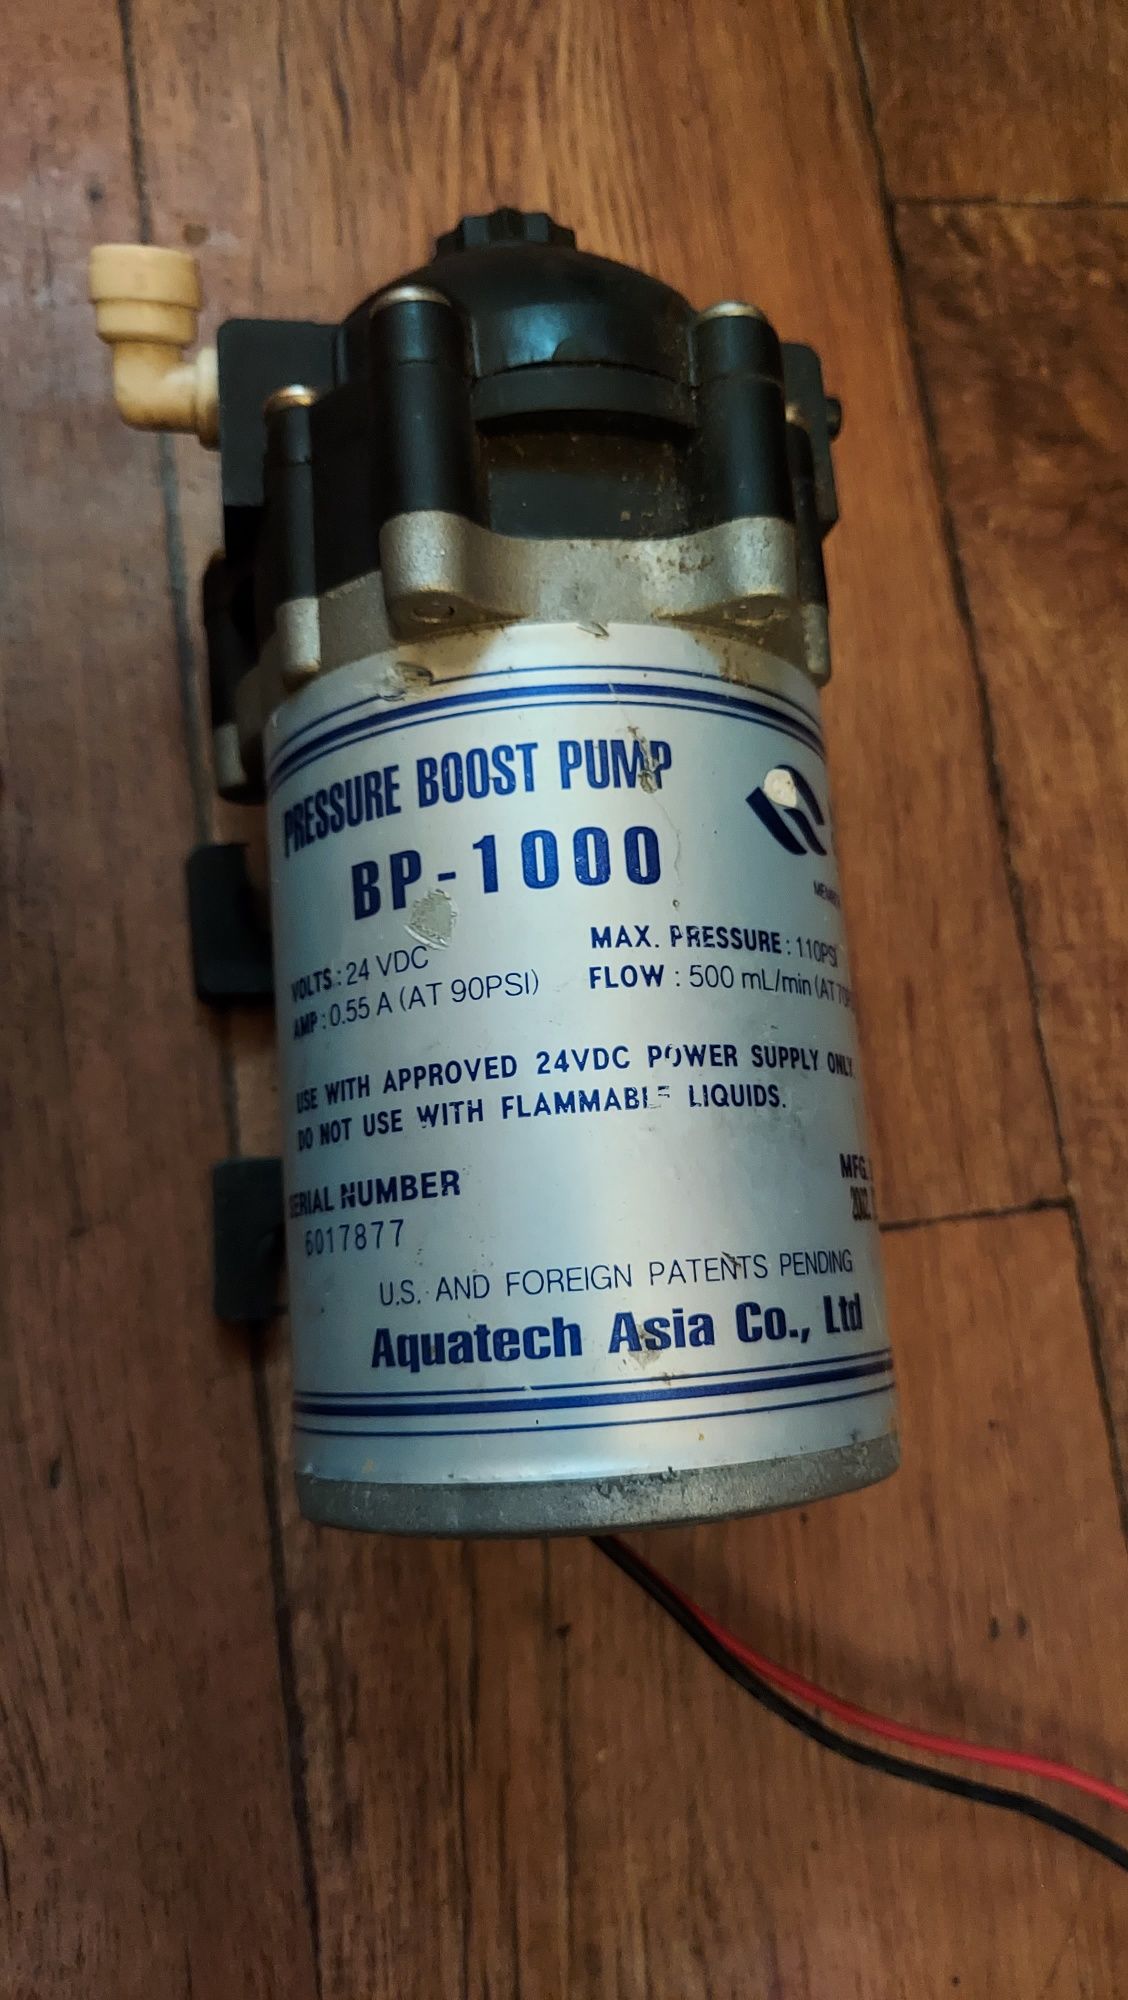 PRESSURE BOOST PUMP
BP-1000
VOLTS : 24 VDC
AMP : 0.55 A (AT 90PSI)
MAX. PRESSURE : 110PSI
FLOW : 500 mL/min (AT
USE WITH APPROVED 24VDC POWER SUPPLY ONLY.
DO NOT USE WITH FLAMMABLE LIQUIDS.
SERIAL NUMBER
6017877
MFG.
U.S. AND FOREIGN PATENTS PENDING
Aquatech Asia Co., Ltd